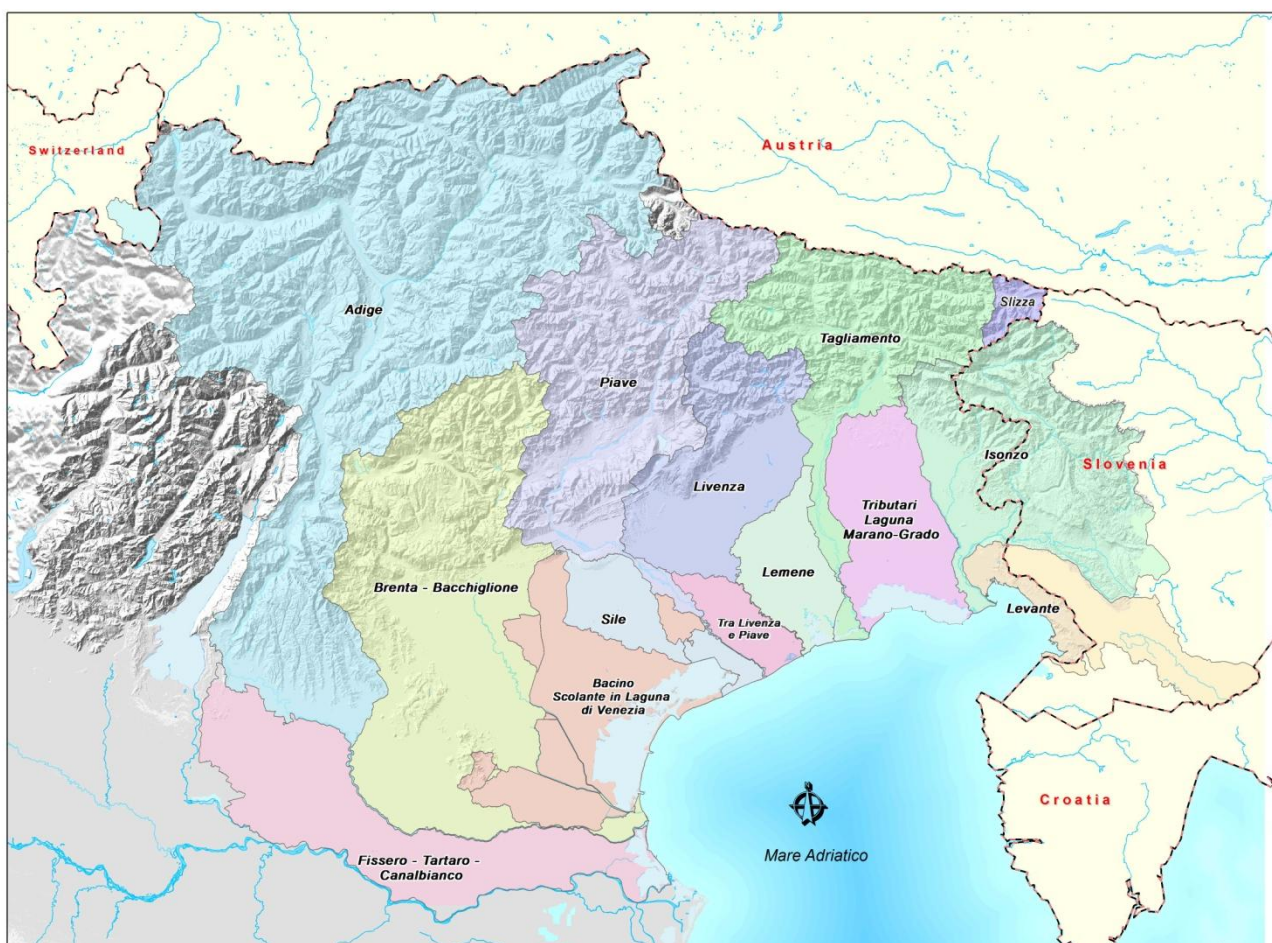 Switzerland
Austria
Adige
Slizza
Tagliamento
Piave
Isonzo
Slovenia
Livenza
Tributari
Laguna
Marano-Grado
Lemene
Brenta - Bacchiglione
Levante
Sile
Tra Livenza
e Piave
Bacino
Scolante in Laguna
di Venezia
Croatia
Mare Adriatico
Fissero - Tartaro -
Canalbianco